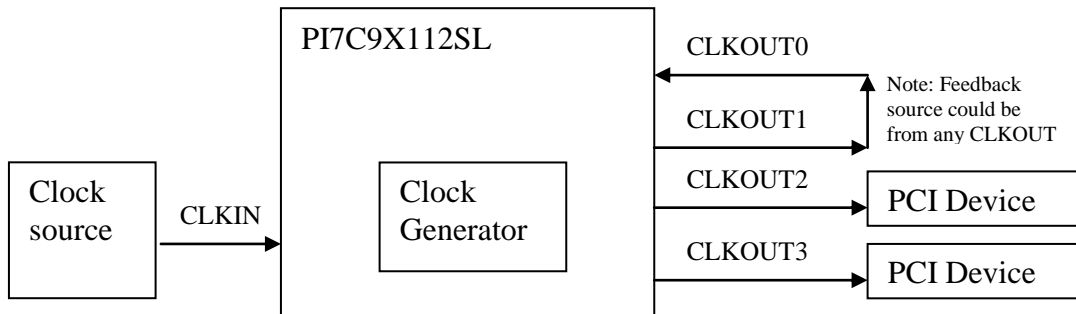 PI7C9X112SL
CLKOUT0
Note: Feedback
source could be
from any CLKOUT
CLKOUT1
Clock
source
CLKIN
Clock
Generator
CLKOUT2
PCI Device
CLKOUT3
PCI Device